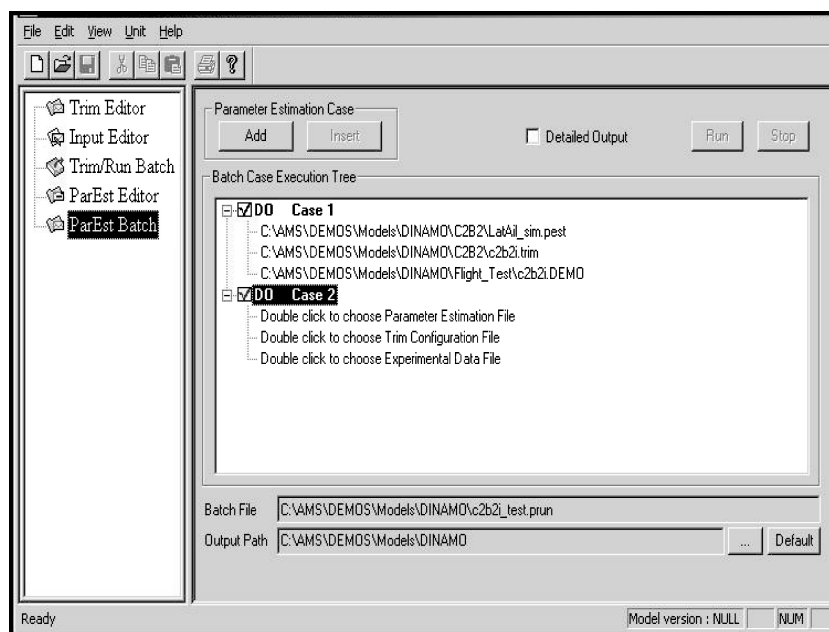 File Edit View Unit Help
Trim Editor
Input Editor
Trim/Run Batch
ParEst Editor
ParEst Batch
Parameter Estimation Case
Add Insert Detailed Output Run Stop
Batch Case Execution Tree
DO Case 1
C:\AMS\DEMOS\Models\DINAMO\C2B2\LatAil_sim.pest
C:\AMS\DEMOS\Models\DINAMO\C2B2\c2b2i.trim
C:\AMS\DEMOS\Models\DINAMO\Flight_Test\c2b2i.DEMO
DO Case 2
Double click to choose Parameter Estimation File
Double click to choose Trim Configuration File
Double click to choose Experimental Data File
Batch File C:\AMS\DEMOS\Models\DINAMO\c2b2i_test.prun
Output Path C:\AMS\DEMOS\Models\DINAMO ... Default
Ready Model version : NULL NUM